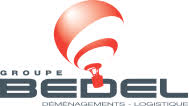 GROUPE
BEDEL
DÉMÉNAGEMENTS - LOGISTIQUE